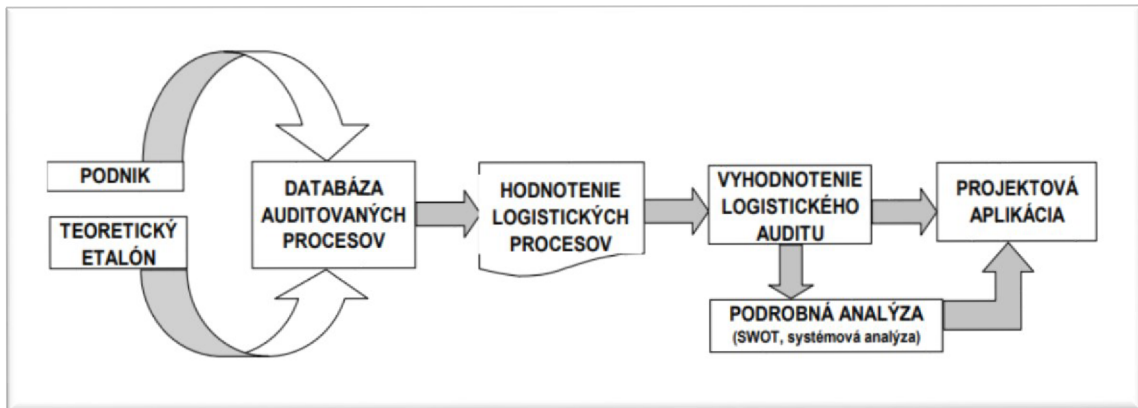 PODNIK
TEORETICKÝ
ETALÓN
DATABÁZA
AUDITOVANÝCH
PROCESOV
HODNOTENIE
LOGISTICKÝCH
PROCESOV
VYHODNOTENIE
LOGISTICKÉHO
AUDITU
PROJEKTOVÁ
APLIKÁCIA
PODROBNÁ ANALÝZA
(SWOT, systémová analýza)